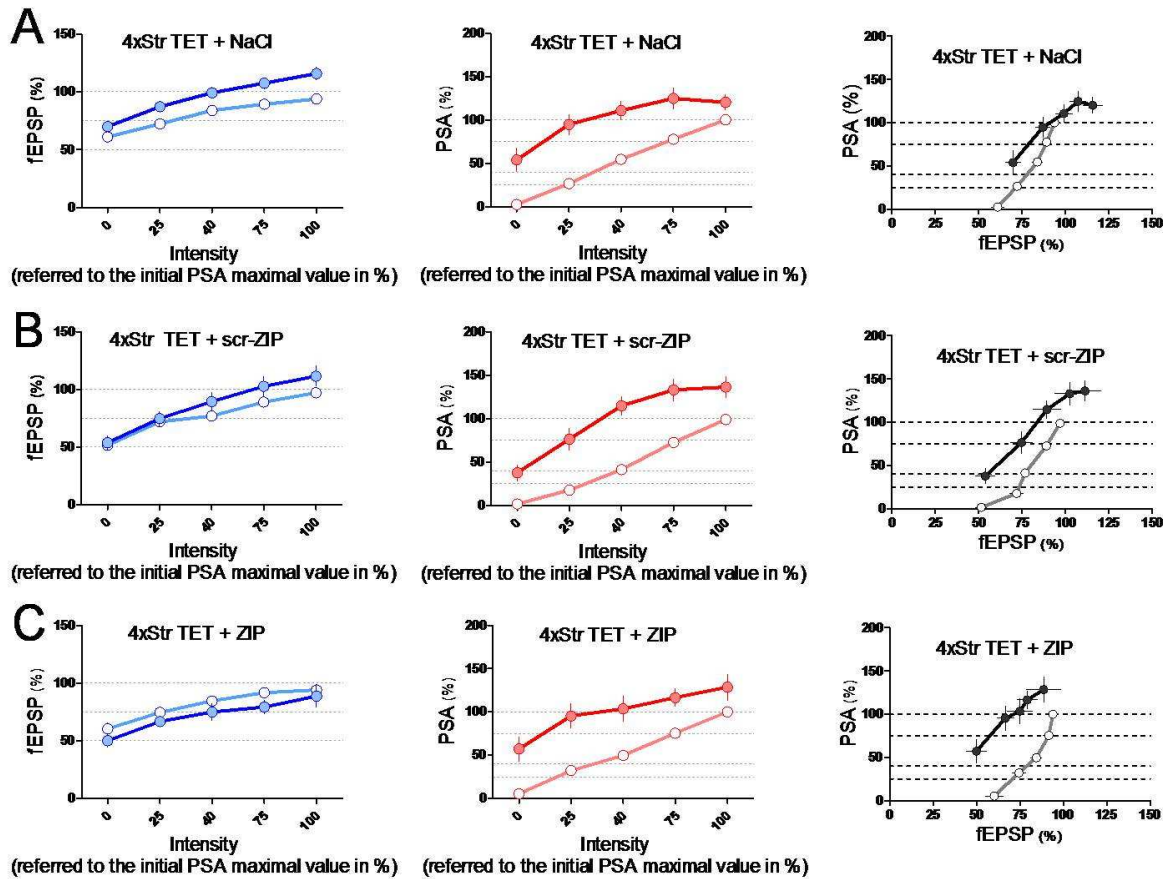 A
4xStr TET + NaCl
fEPSP (%)
150
100
50
0
0 25 40 75 100
Intensity
(referred to the initial PSA maximal value in %)
4xStr TET + NaCl
PSA (%)
200
150
100
50
0
0 25 40 75 100
Intensity
(referred to the initial PSA maximal value in %)
4xStr TET + NaCl
PSA (%)
200
150
100
50
0
0 25 50 75 100 125 150
fEPSP (%)
B
4xStr TET + scr-ZIP
fEPSP (%)
150
100
50
0
0 25 40 75 100
Intensity
(referred to the initial PSA maximal value in %)
4xStr TET + scr-ZIP
PSA (%)
200
150
100
50
0
0 25 40 75 100
Intensity
(referred to the initial PSA maximal value in %)
4xStr TET + scr-ZIP
PSA (%)
200
150
100
50
0
0 25 50 75 100 125 150
fEPSP (%)
C
4xStr TET + ZIP
fEPSP (%)
150
100
50
0
0 25 40 75 100
Intensity
(referred to the initial PSA maximal value in %)
4xStr TET + ZIP
PSA (%)
200
150
100
50
0
0 25 40 75 100
Intensity
(referred to the initial PSA maximal value in %)
4xStr TET + ZIP
PSA (%)
200
150
100
50
0
0 25 50 75 100 125 150
fEPSP (%)